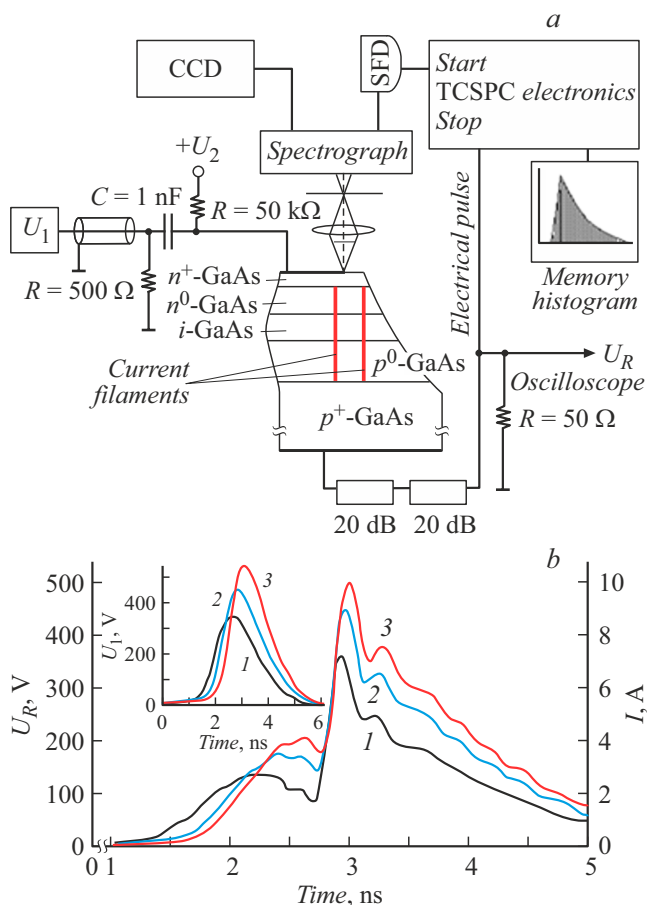 a
CCD
SFD
Start
TCSPC electronics
Stop
Spectrograph
+U2
C = 1 nF
R = 50 kΩ
U1
R = 500 Ω
Electrical pulse
Memory
histogram
n+-GaAs
n0-GaAs
i-GaAs
Current
filaments
p0-GaAs
p+-GaAs
UR
Oscilloscope
R = 50 Ω
20 dB 20 dB
b
500
400
300
200
100
0
UR, V
400
200
0
U1, V
2
3
1
0 2 4 6
Time, ns
3
2
1
10
8
6
4
2
0
I, A
0 1 2 3 4 5
Time, ns